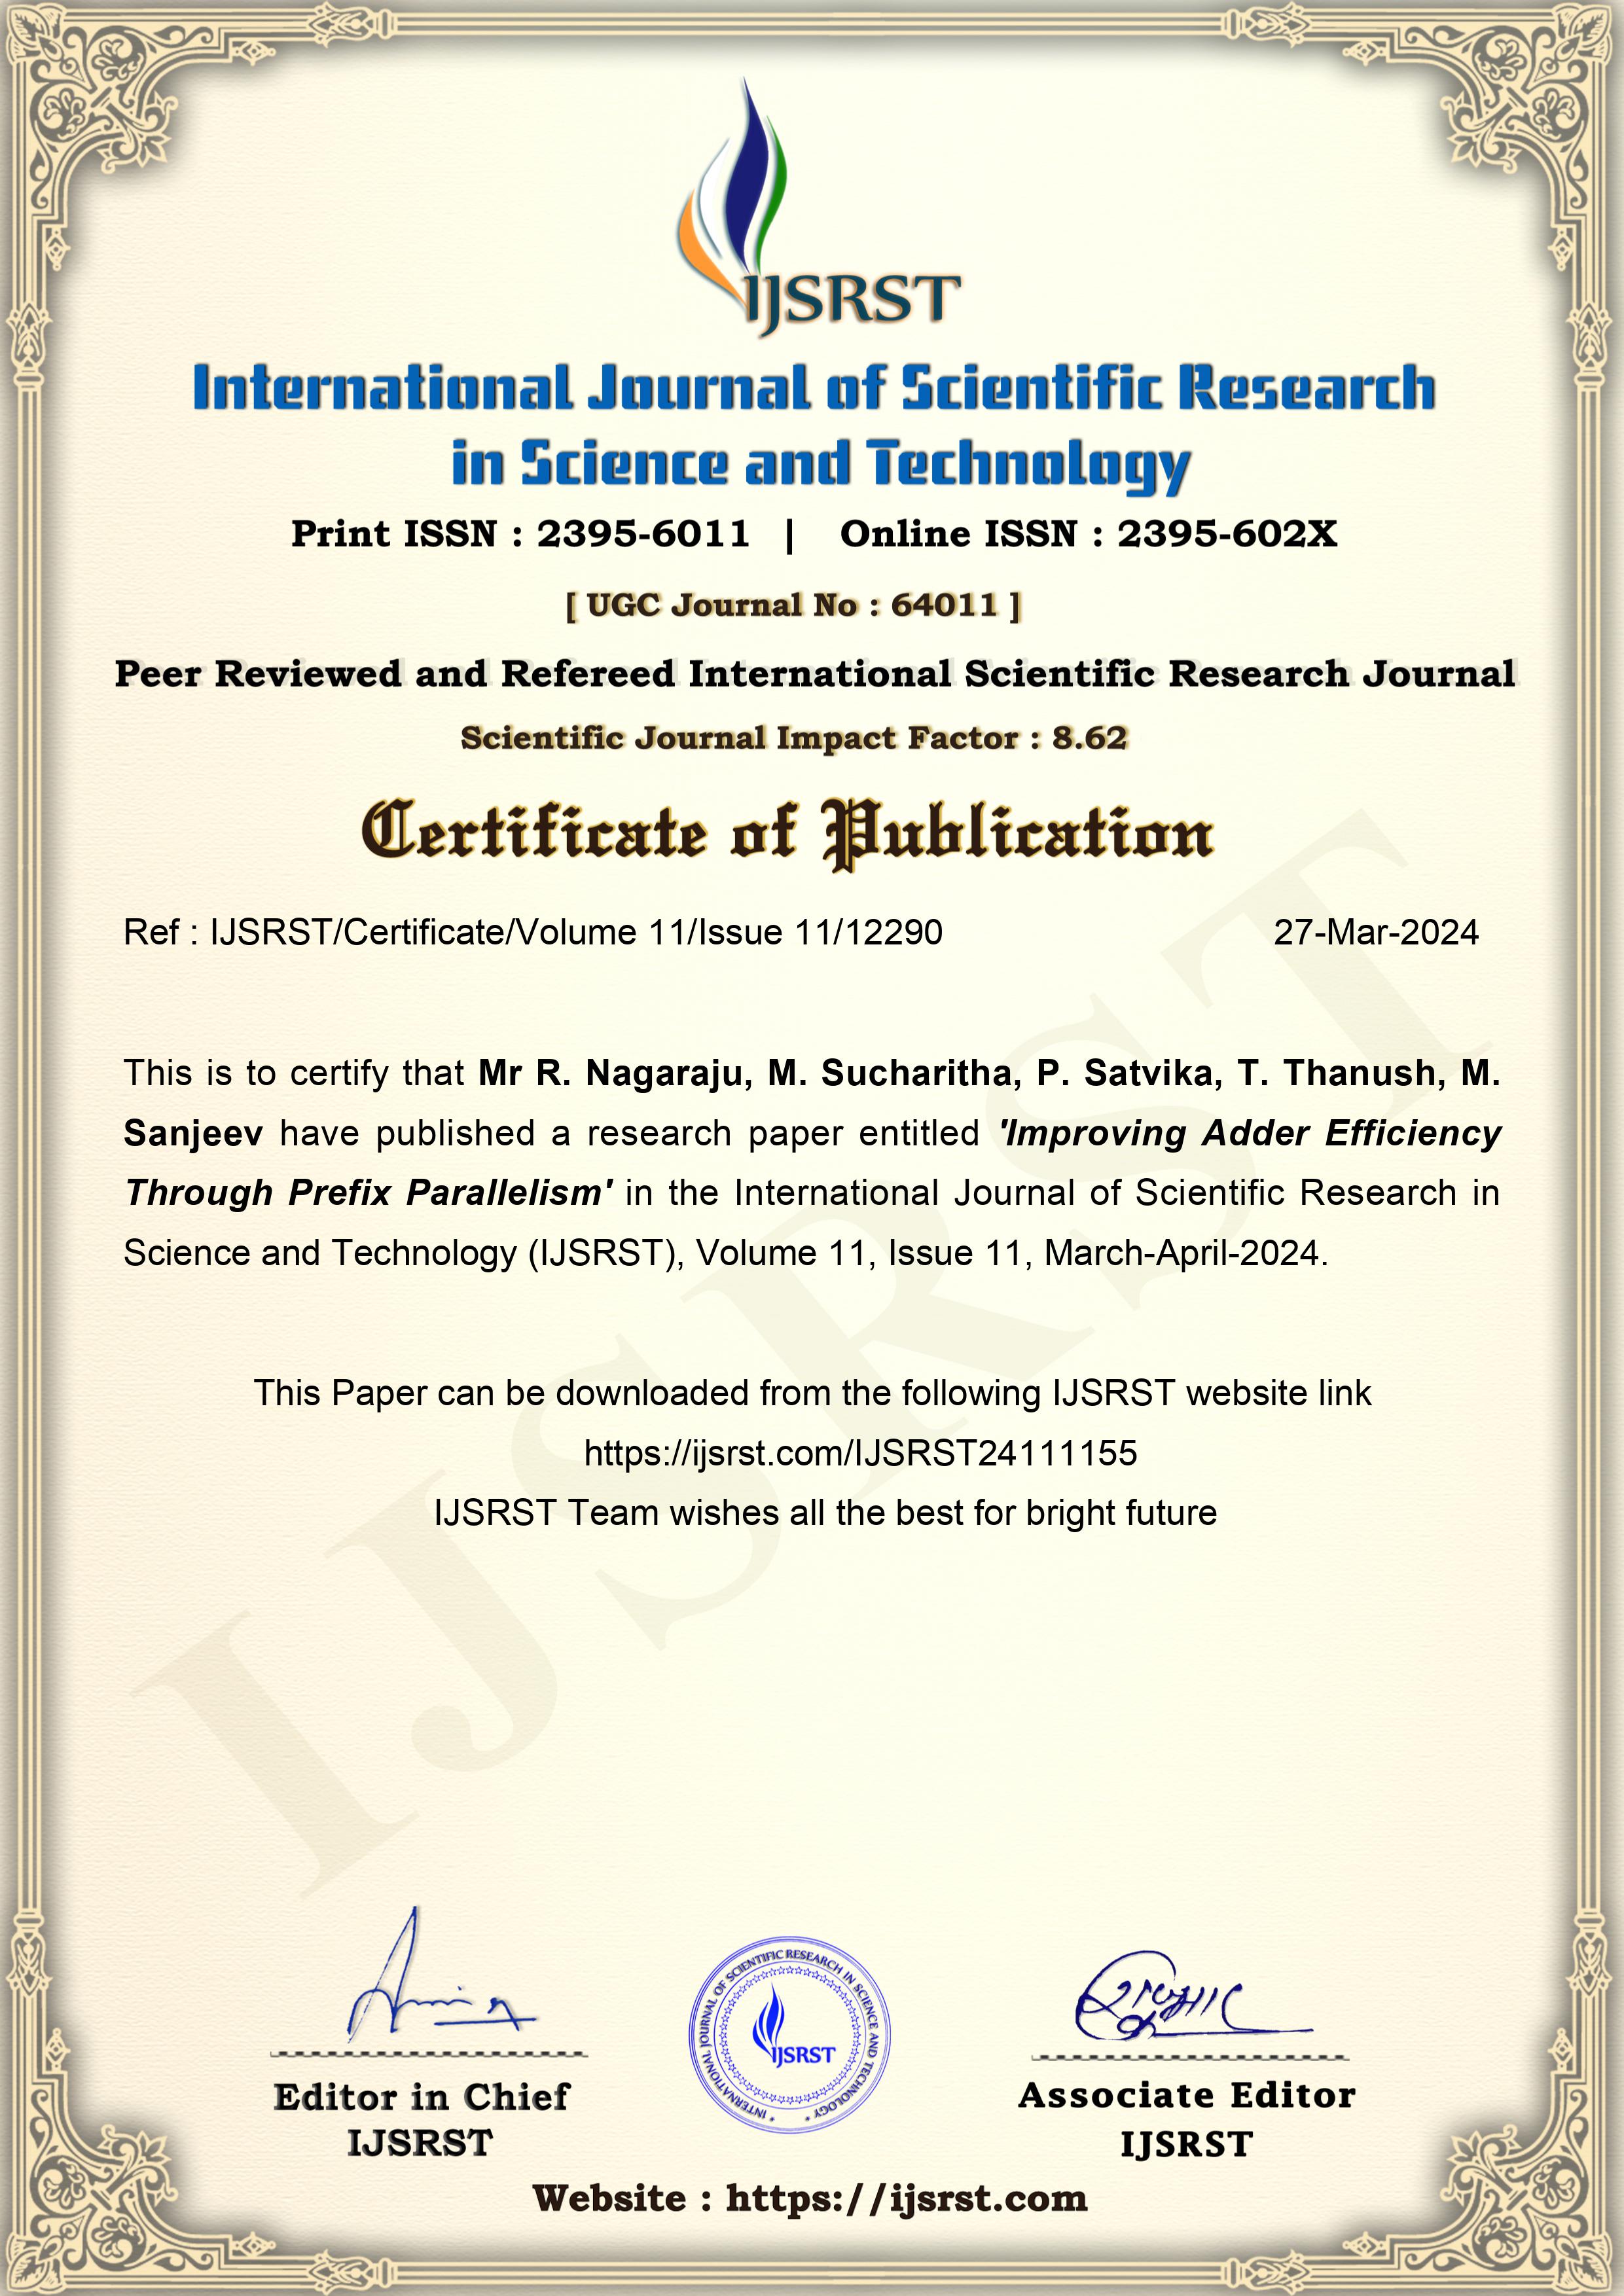 IJSRST
International Journal of Scientific Research
in Science and Technology
Print ISSN : 2395-6011 | Online ISSN : 2395-602X
[ UGC Journal No : 64011 ]
Peer Reviewed and Refereed International Scientific Research Journal
Scientific Journal Impact Factor : 8.62
Certificate of Publication
Ref : IJSRST/Certificate/Volume 11/Issue 11/12290 27-Mar-2024
This is to certify that Mr R. Nagaraju, M. Sucharitha, P. Satvika, T. Thanush, M.
Sanjeev have published a research paper entitled 'Improving Adder Efficiency
Through Prefix Parallelism' in the International Journal of Scientific Research in
Science and Technology (IJSRST), Volume 11, Issue 11, March-April-2024.
This Paper can be downloaded from the following IJSRST website link
https://ijsrst.com/IJSRST24111155
IJSRST Team wishes all the best for bright future
IJSRST
INTERNATIONAL JOURNAL OF SCIENTIFIC RESEARCH IN SCIENCE AND TECHNOLOGY
IJSRST
Editor in Chief
IJSRST
Associate Editor
IJSRST
Website : https://ijsrst.com